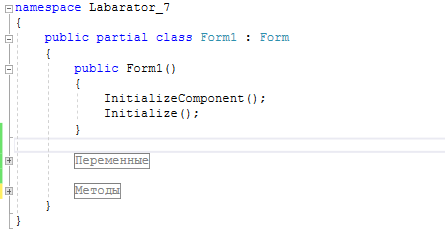 namespace Labarator_7
{
public partial class Form1 : Form
{
public Form1()
{
InitializeComponent();
Initialize();
}
Переменные
Методы
}
}